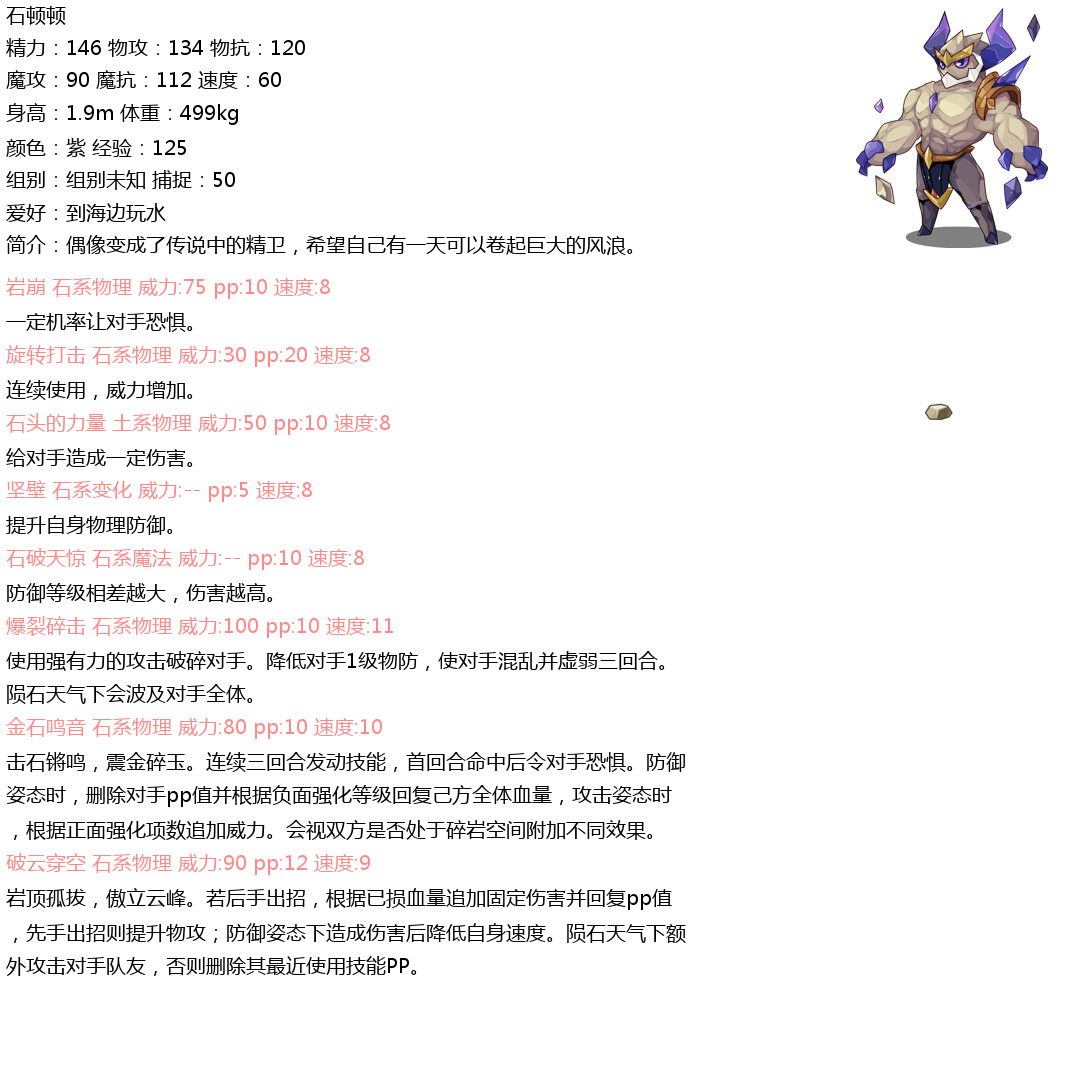 石顿顿
精力：146 物攻：134 物抗：120
魔攻：90 魔抗：112 速度：60
身高：1.9m 体重：499kg
颜色：紫 经验：125
组别：组别未知 捕捉：50
爱好：到海边玩水
简介：偶像变成了传说中的精卫，希望自己有一天可以卷起巨大的风浪。
岩崩 石系物理 威力:75 pp:10 速度:8
一定机率让对手恐惧。
旋转打击 石系物理 威力:30 pp:20 速度:8
连续使用，威力增加。
石头的力量 土系物理 威力:50 pp:10 速度:8
给对手造成一定伤害。
坚壁 石系变化 威力:-- pp:5 速度:8
提升自身物理防御。
石破天惊 石系魔法 威力:-- pp:10 速度:8
防御等级相差越大，伤害越高。
爆裂碎击 石系物理 威力:100 pp:10 速度:11
使用强有力的攻击破碎对手。降低对手1级物防，使对手混乱并虚弱三回合。
陨石天气下会波及对手全体。
金石鸣音 石系物理 威力:80 pp:10 速度:10
击石锵鸣，震金碎玉。连续三回合发动技能，首回合命中后令对手恐惧。防御
姿态时，删除对手pp值并根据负面强化等级回复己方全体血量，攻击姿态时
，根据正面强化项数追加威力。会视双方是否处于碎岩空间附加不同效果。
破云穿空 石系物理 威力:90 pp:12 速度:9
岩顶孤拔，傲立云峰。若后手出招，根据已损血量追加固定伤害并回复pp值
，先手出招则提升物攻；防御姿态下造成伤害后降低自身速度。陨石天气下额
外攻击对手队友，否则删除其最近使用技能PP。